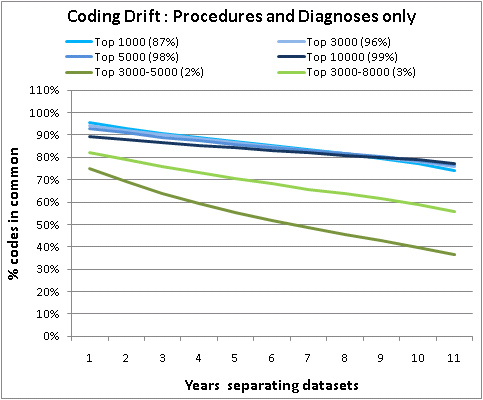 Coding Drift : Procedures and Diagnoses only
Top 1000 (87%) Top 3000 (96%)
Top 5000 (98%) Top 10000 (99%)
Top 3000-5000 (2%) Top 3000-8000 (3%)
110%
100%
90%
80%
70%
60%
50%
40%
30%
20%
10%
0%
% codes in common
1 2 3 4 5 6 7 8 9 10 11
Years separating datasets